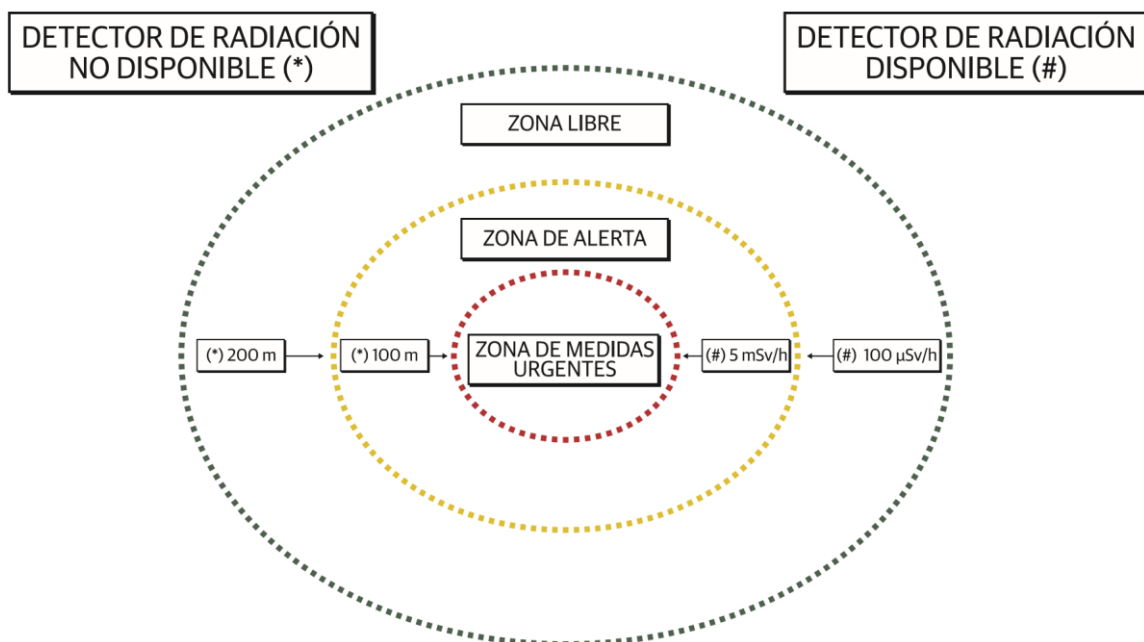 DETECTOR DE RADIACIÓN
NO DISPONIBLE (*)
DETECTOR DE RADIACIÓN
DISPONIBLE (#)
ZONA LIBRE
ZONA DE ALERTA
(*) 200 m
(*) 100 m
ZONA DE MEDIDAS
URGENTES
(#) 5 mSv/h
(#) 100 µSv/h